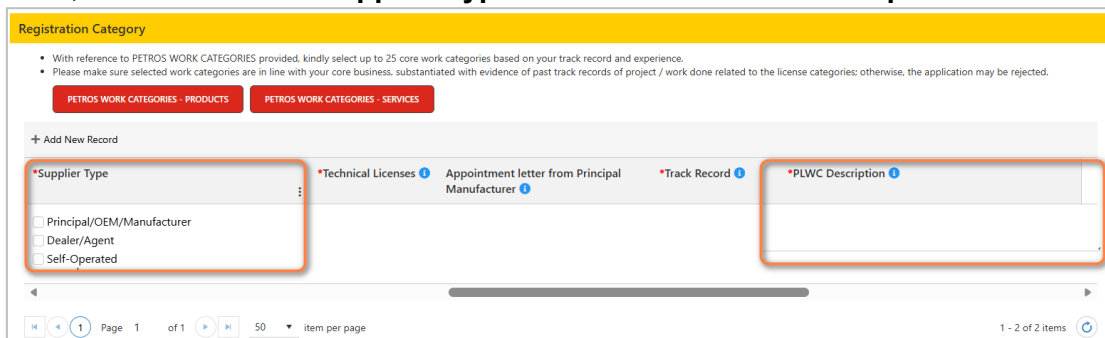 Registration Category
With reference to PETROS WORK CATEGORIES provided, kindly select up to 25 core work categories based on your track record and experience.
Please make sure selected work categories are in line with your core business, substantiated with evidence of past track records of project / work done related to the license categories; otherwise, the application may be rejected.
PETROS WORK CATEGORIES - PRODUCTS PETROS WORK CATEGORIES - SERVICES
+ Add New Record
*Supplier Type *Technical Licenses Appointment letter from Principal Manufacturer *Track Record *PLWC Description
Principal/OEM/Manufacturer
Dealer/Agent
Self-Operated
1 Page 1 of 1 50 item per page 1 - 2 of 2 items